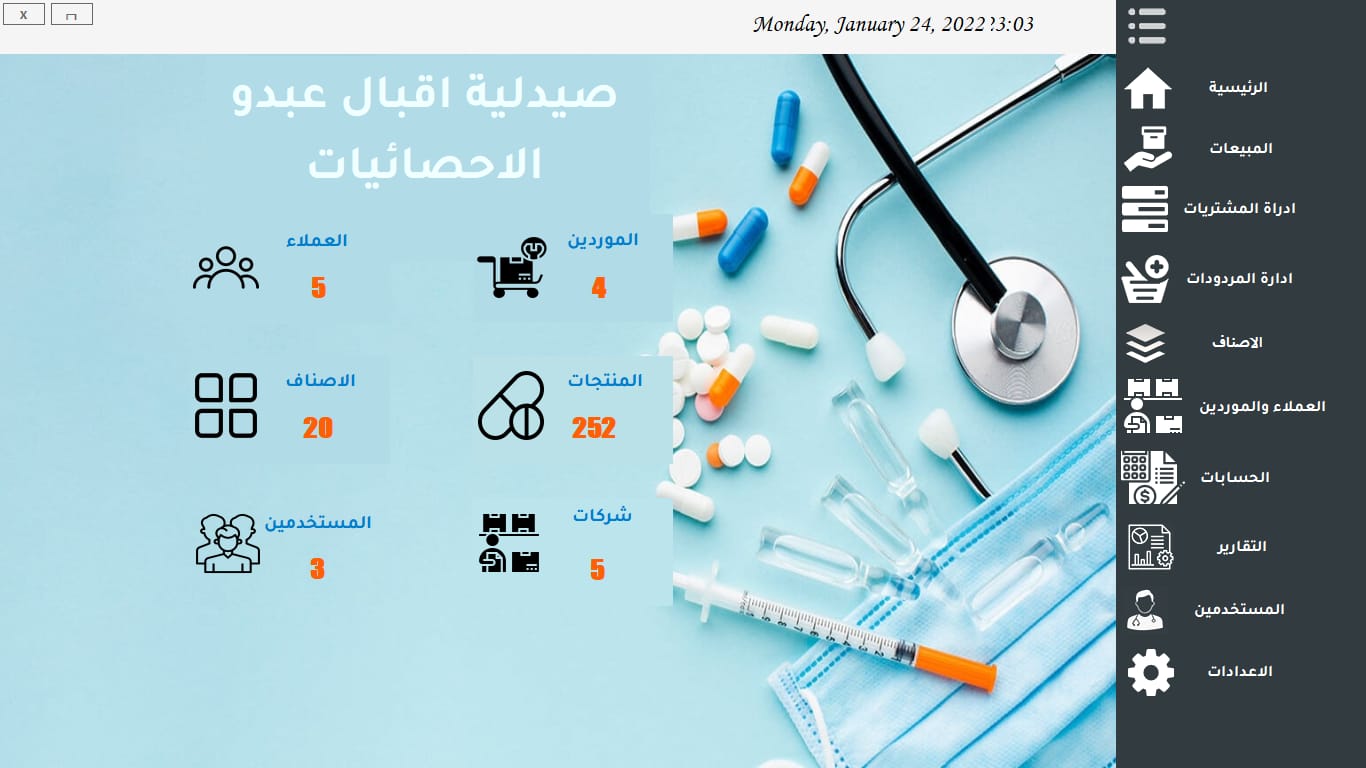 X
Monday, January 24, 2022
3:03
صيدلية اقبال عبدو
الاحصائيات
الموردين
4
العملاء
5
المنتجات
252
الاصناف
20
شركات
5
المستخدمين
3
الرئيسية
المبيعات
ادراة المشتريات
ادارة المردودات
الاصناف
العملاء والموردين
الحسابات
التقارير
المستخدمين
الاعدادات